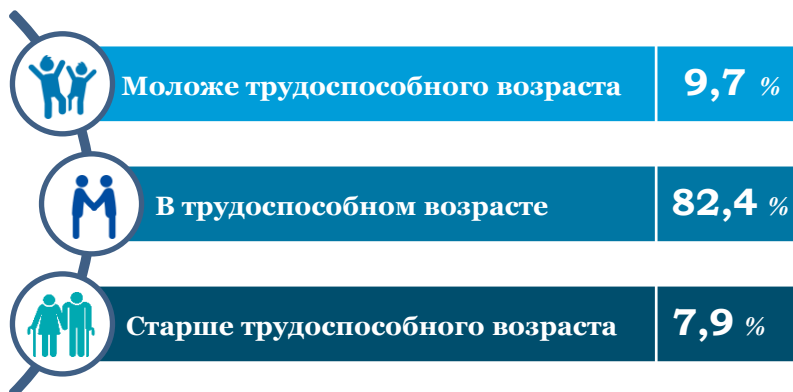 Моложе трудоспособного возраста 9,7 %
В трудоспособном возрасте 82,4 %
Старше трудоспособного возраста 7,9 %